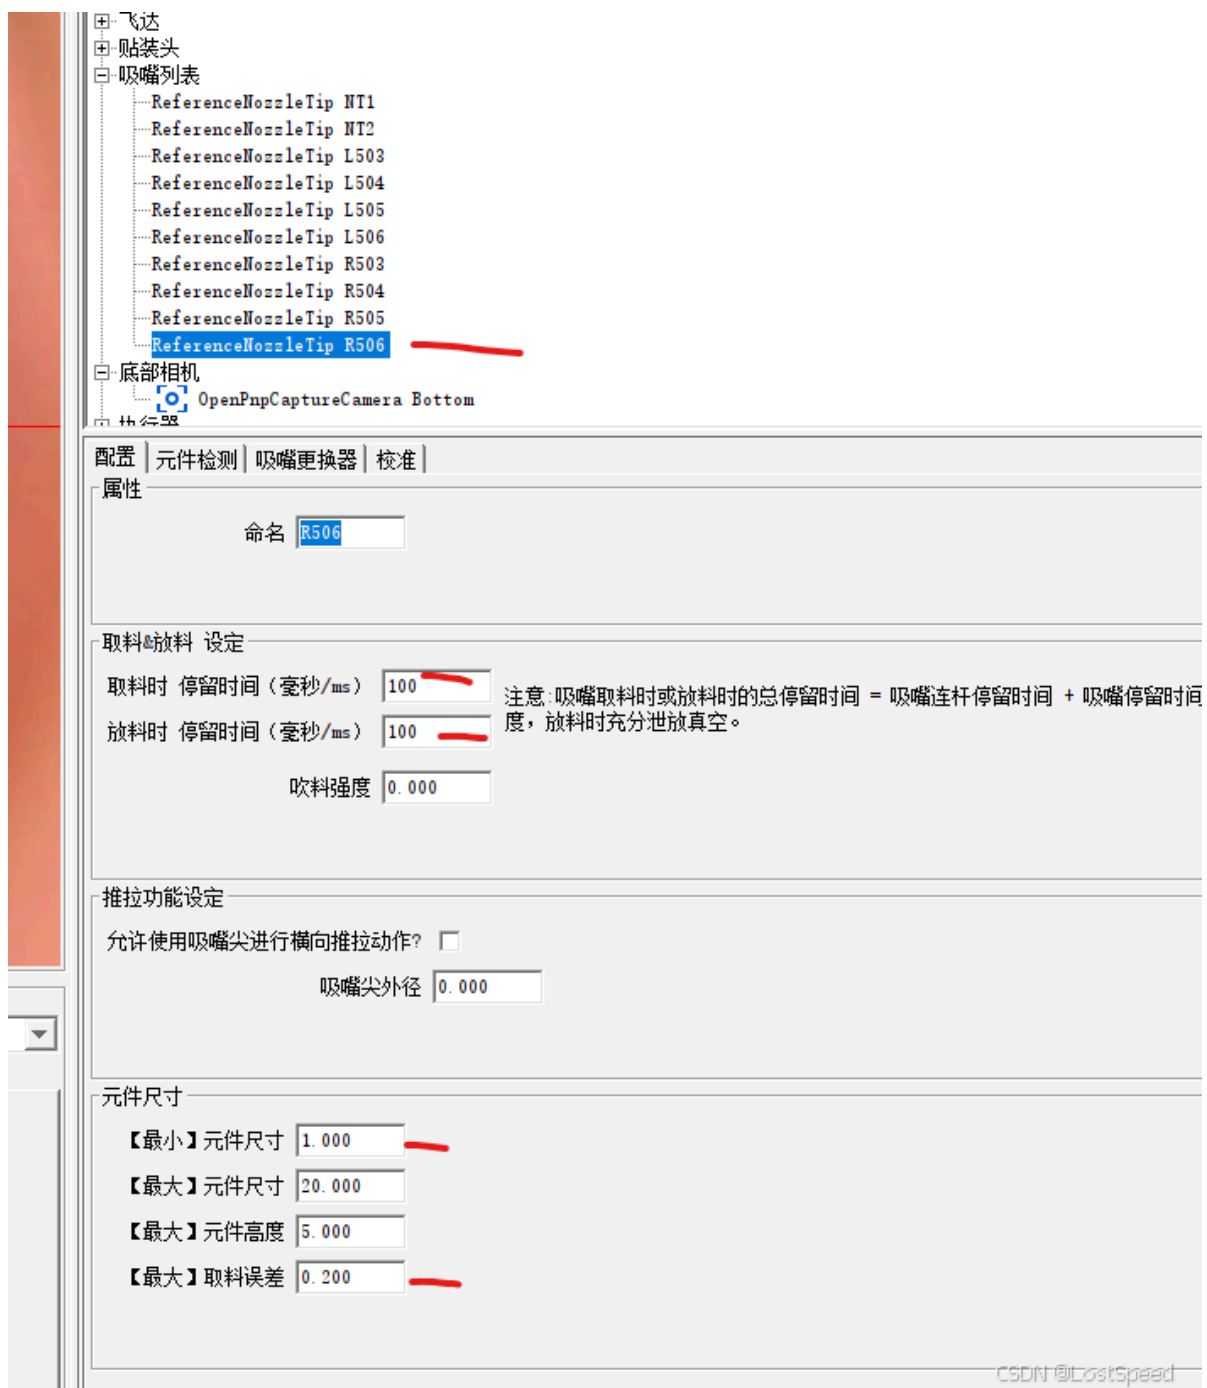 飞达
贴装头
吸嘴列表
ReferenceNozzleTip NT1
ReferenceNozzleTip NT2
ReferenceNozzleTip L503
ReferenceNozzleTip L504
ReferenceNozzleTip L505
ReferenceNozzleTip L506
ReferenceNozzleTip R503
ReferenceNozzleTip R504
ReferenceNozzleTip R505
ReferenceNozzleTip R506
底部相机
OpenPnpCaptureCamera Bottom
执行器
配置 元件检测 吸嘴更换器 校准
属性
命名 R506
取料&放料 设定
取料时 停留时间（毫秒/ms） 100
放料时 停留时间（毫秒/ms） 100
注意:吸嘴取料时或放料时的总停留时间 = 吸嘴连杆停留时间 + 吸嘴停留时间
度，放料时充分泄放真空。
吹料强度 0.000
推拉功能设定
允许使用吸嘴尖进行横向推拉动作?
吸嘴尖外径 0.000
元件尺寸
【最小】元件尺寸 1.000
【最大】元件尺寸 20.000
【最大】元件高度 5.000
【最大】取料误差 0.200
CSDN @LostSpeed